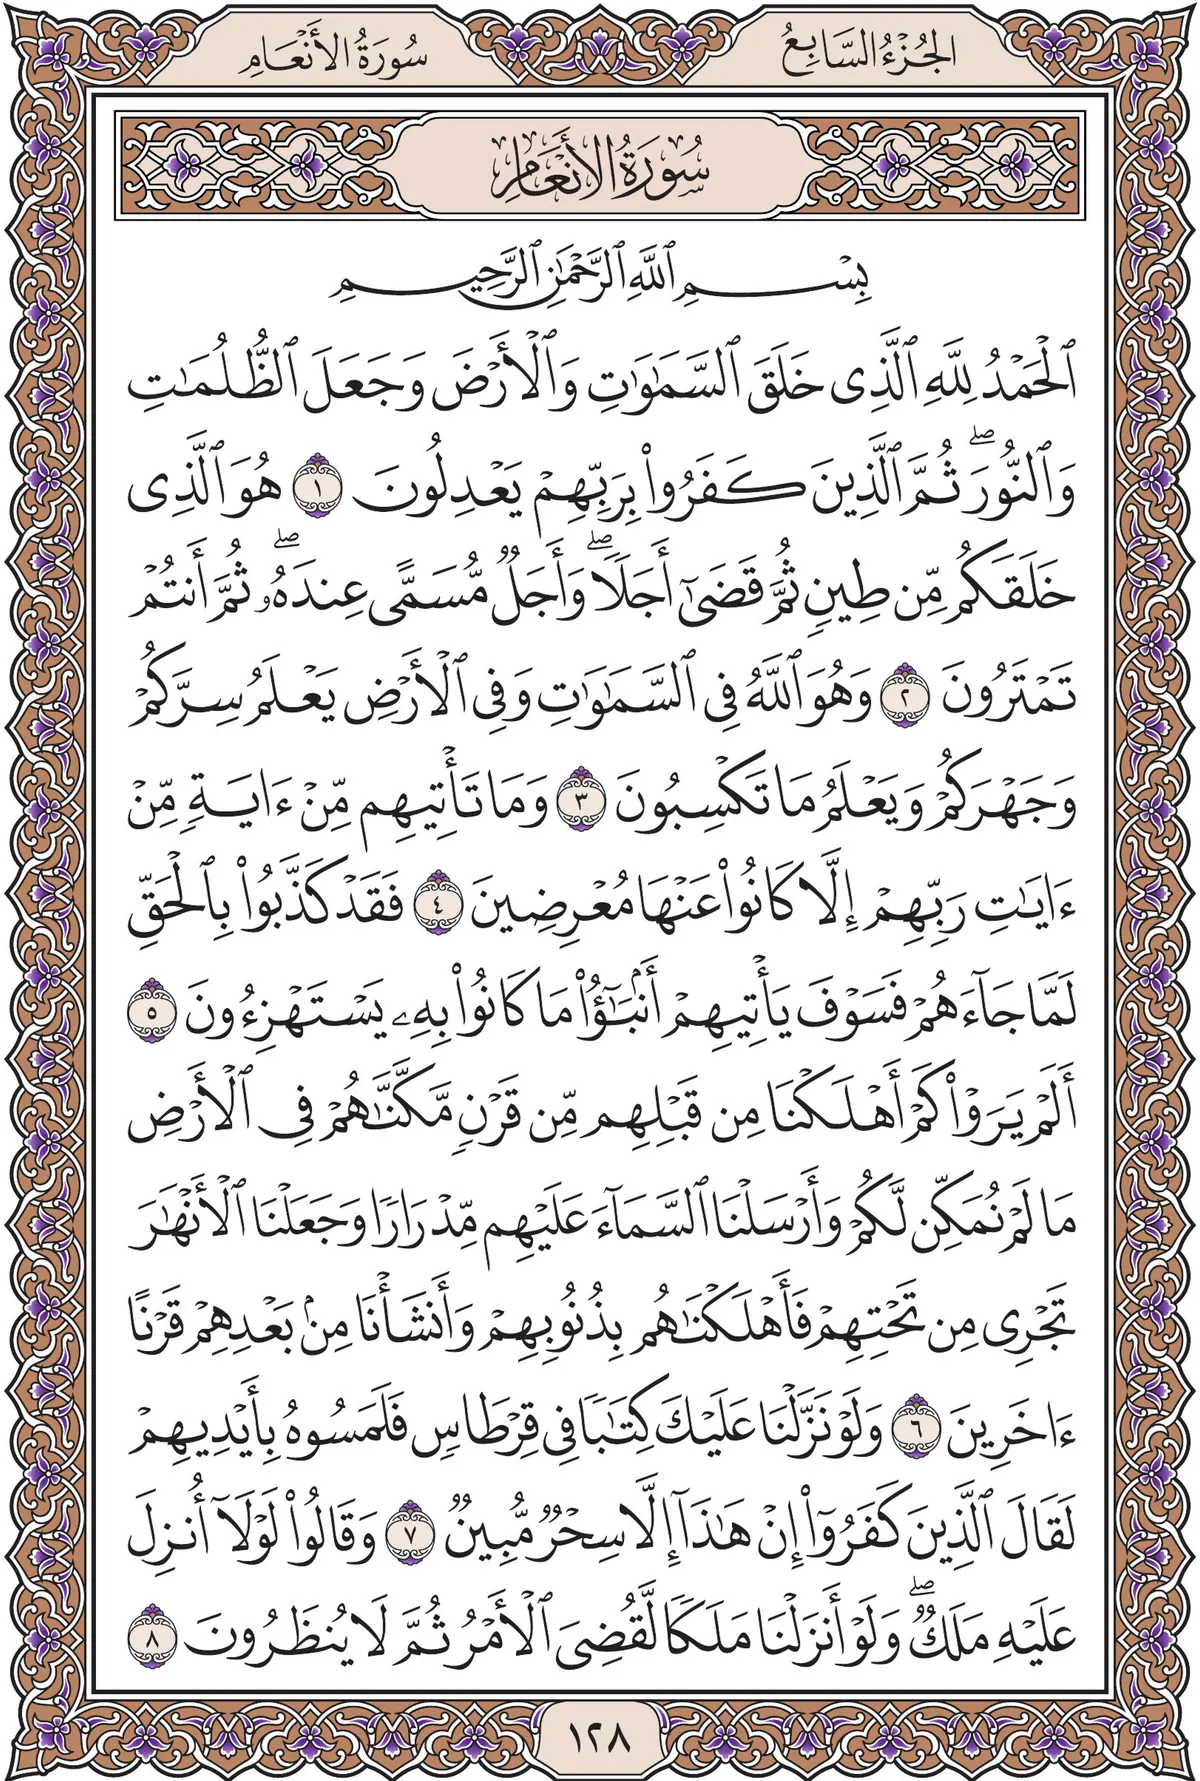 الجُزْءُ السَّابِعُ
سُورَةُ الأَنْعَامِ
سُورَةُ الأَنْعَامِ
بِسۡمِ ٱللَّهِ ٱلرَّحۡمَٰنِ ٱلرَّحِيمِ
ٱلۡحَمۡدُ لِلَّهِ ٱلَّذِي خَلَقَ ٱلسَّمَٰوَٰتِ وَٱلۡأَرۡضَ وَجَعَلَ ٱلظُّلُمَٰتِ
وَٱلنُّورَۖ ثُمَّ ٱلَّذِينَ كَفَرُواْ بِرَبِّهِمۡ يَعۡدِلُونَ ١ هُوَ ٱلَّذِي
خَلَقَكُم مِّن طِينٖ ثُمَّ قَضَىٰٓ أَجَلٗاۖ وَأَجَلٞ مُّسَمًّى عِندَهُۥۖ ثُمَّ أَنتُمۡ
تَمۡتَرُونَ ٢ وَهُوَ ٱللَّهُ فِي ٱلسَّمَٰوَٰتِ وَفِي ٱلۡأَرۡضِ يَعۡلَمُ سِرَّكُمۡ
وَجَهۡرَكُمۡ وَيَعۡلَمُ مَا تَكۡسِبُونَ ٣ وَمَا تَأۡتِيهِم مِّنۡ ءَايَةٖ مِّنۡ
ءَايَٰتِ رَبِّهِمۡ إِلَّا كَانُواْ عَنۡهَا مُعۡرِضِينَ ٤ فَقَدۡ كَذَّبُواْ بِٱلۡحَقِّ
لَمَّا جَآءَهُمۡ فَسَوۡفَ يَأۡتِيهِمۡ أَنۢبَٰٓؤُاْ مَا كَانُواْ بِهِۦ يَسۡتَهۡزِءُونَ ٥
أَلَمۡ يَرَوۡاْ كَمۡ أَهۡلَكۡنَا مِن قَبۡلِهِم مِّن قَرۡنٖ مَّكَّنَّٰهُمۡ فِي ٱلۡأَرۡضِ
مَا لَمۡ نُمَكِّن لَّكُمۡ وَأَرۡسَلۡنَا ٱلسَّمَآءَ عَلَيۡهِم مِّدۡرَارٗا وَجَعَلۡنَا ٱلۡأَنۡهَٰرَ
تَجۡرِي مِن تَحۡتِهِمۡ فَأَهۡلَكۡنَٰهُم بِذُنُوبِهِمۡ وَأَنشَأۡنَا مِنۢ بَعۡدِهِمۡ قَرۡنًا
ءَاخَرِينَ ٦ وَلَوۡ نَزَّلۡنَا عَلَيۡكَ كِتَٰبٗا فِي قِرۡطَاسٖ فَلَمَسُوهُ بِأَيۡدِيهِمۡ
لَقَالَ ٱلَّذِينَ كَفَرُوٓاْ إِنۡ هَٰذَآ إِلَّا سِحۡرٞ مُّبِينٞ ٧ وَقَالُواْ لَوۡلَآ أُنزِلَ
عَلَيۡهِ مَلَكٞۖ وَلَوۡ أَنزَلۡنَا مَلَكٗا لَّقُضِيَ ٱلۡأَمۡرُ ثُمَّ لَا يُنظَرُونَ ٨
١٢٨